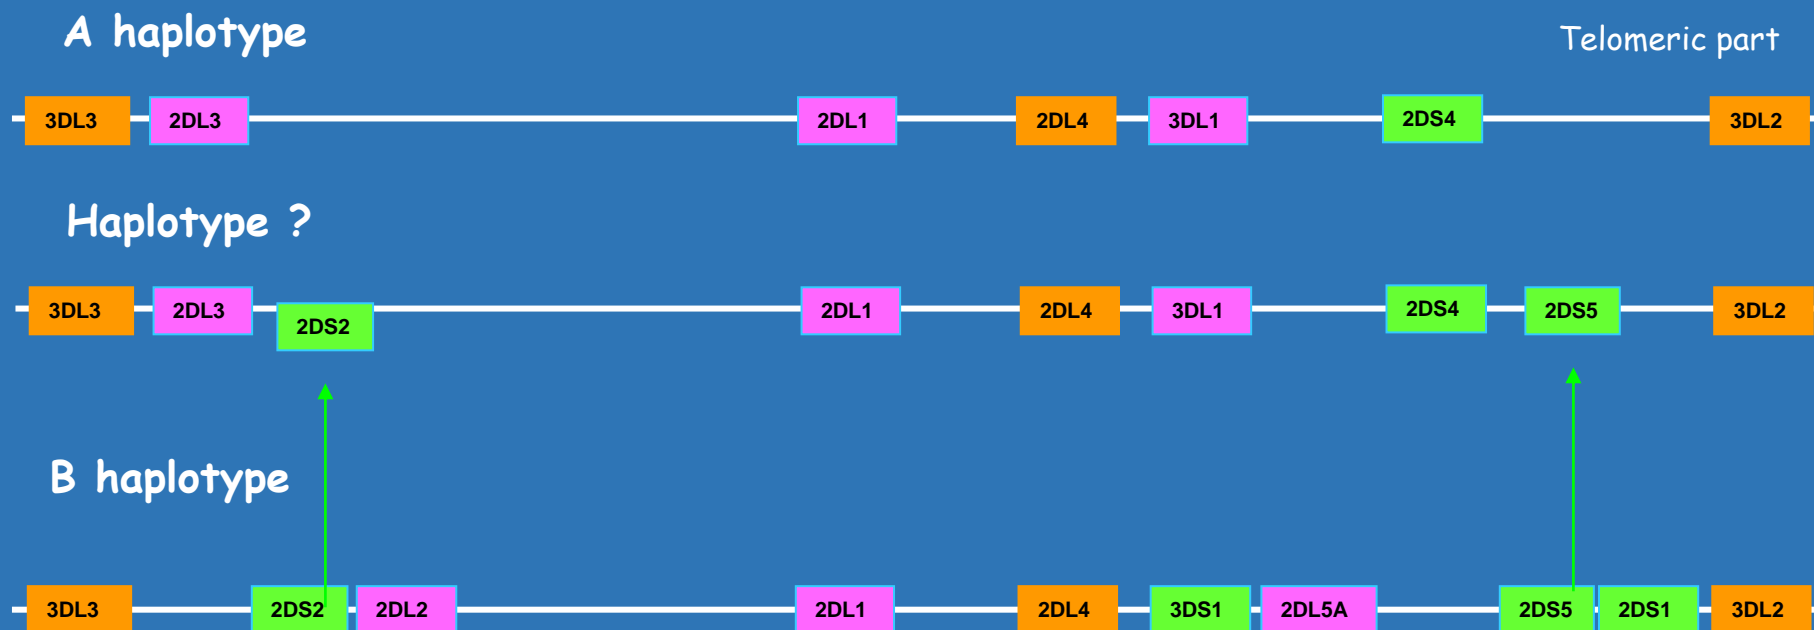 A haplotype
Telomeric part
3DL3 2DL3 2DL1 2DL4 3DL1 2DS4 3DL2
Haplotype ?
3DL3 2DL3 2DS2 2DL1 2DL4 3DL1 2DS4 2DS5 3DL2
B haplotype
3DL3 2DS2 2DL2 2DL1 2DL4 3DS1 2DL5A 2DS5 2DS1 3DL2